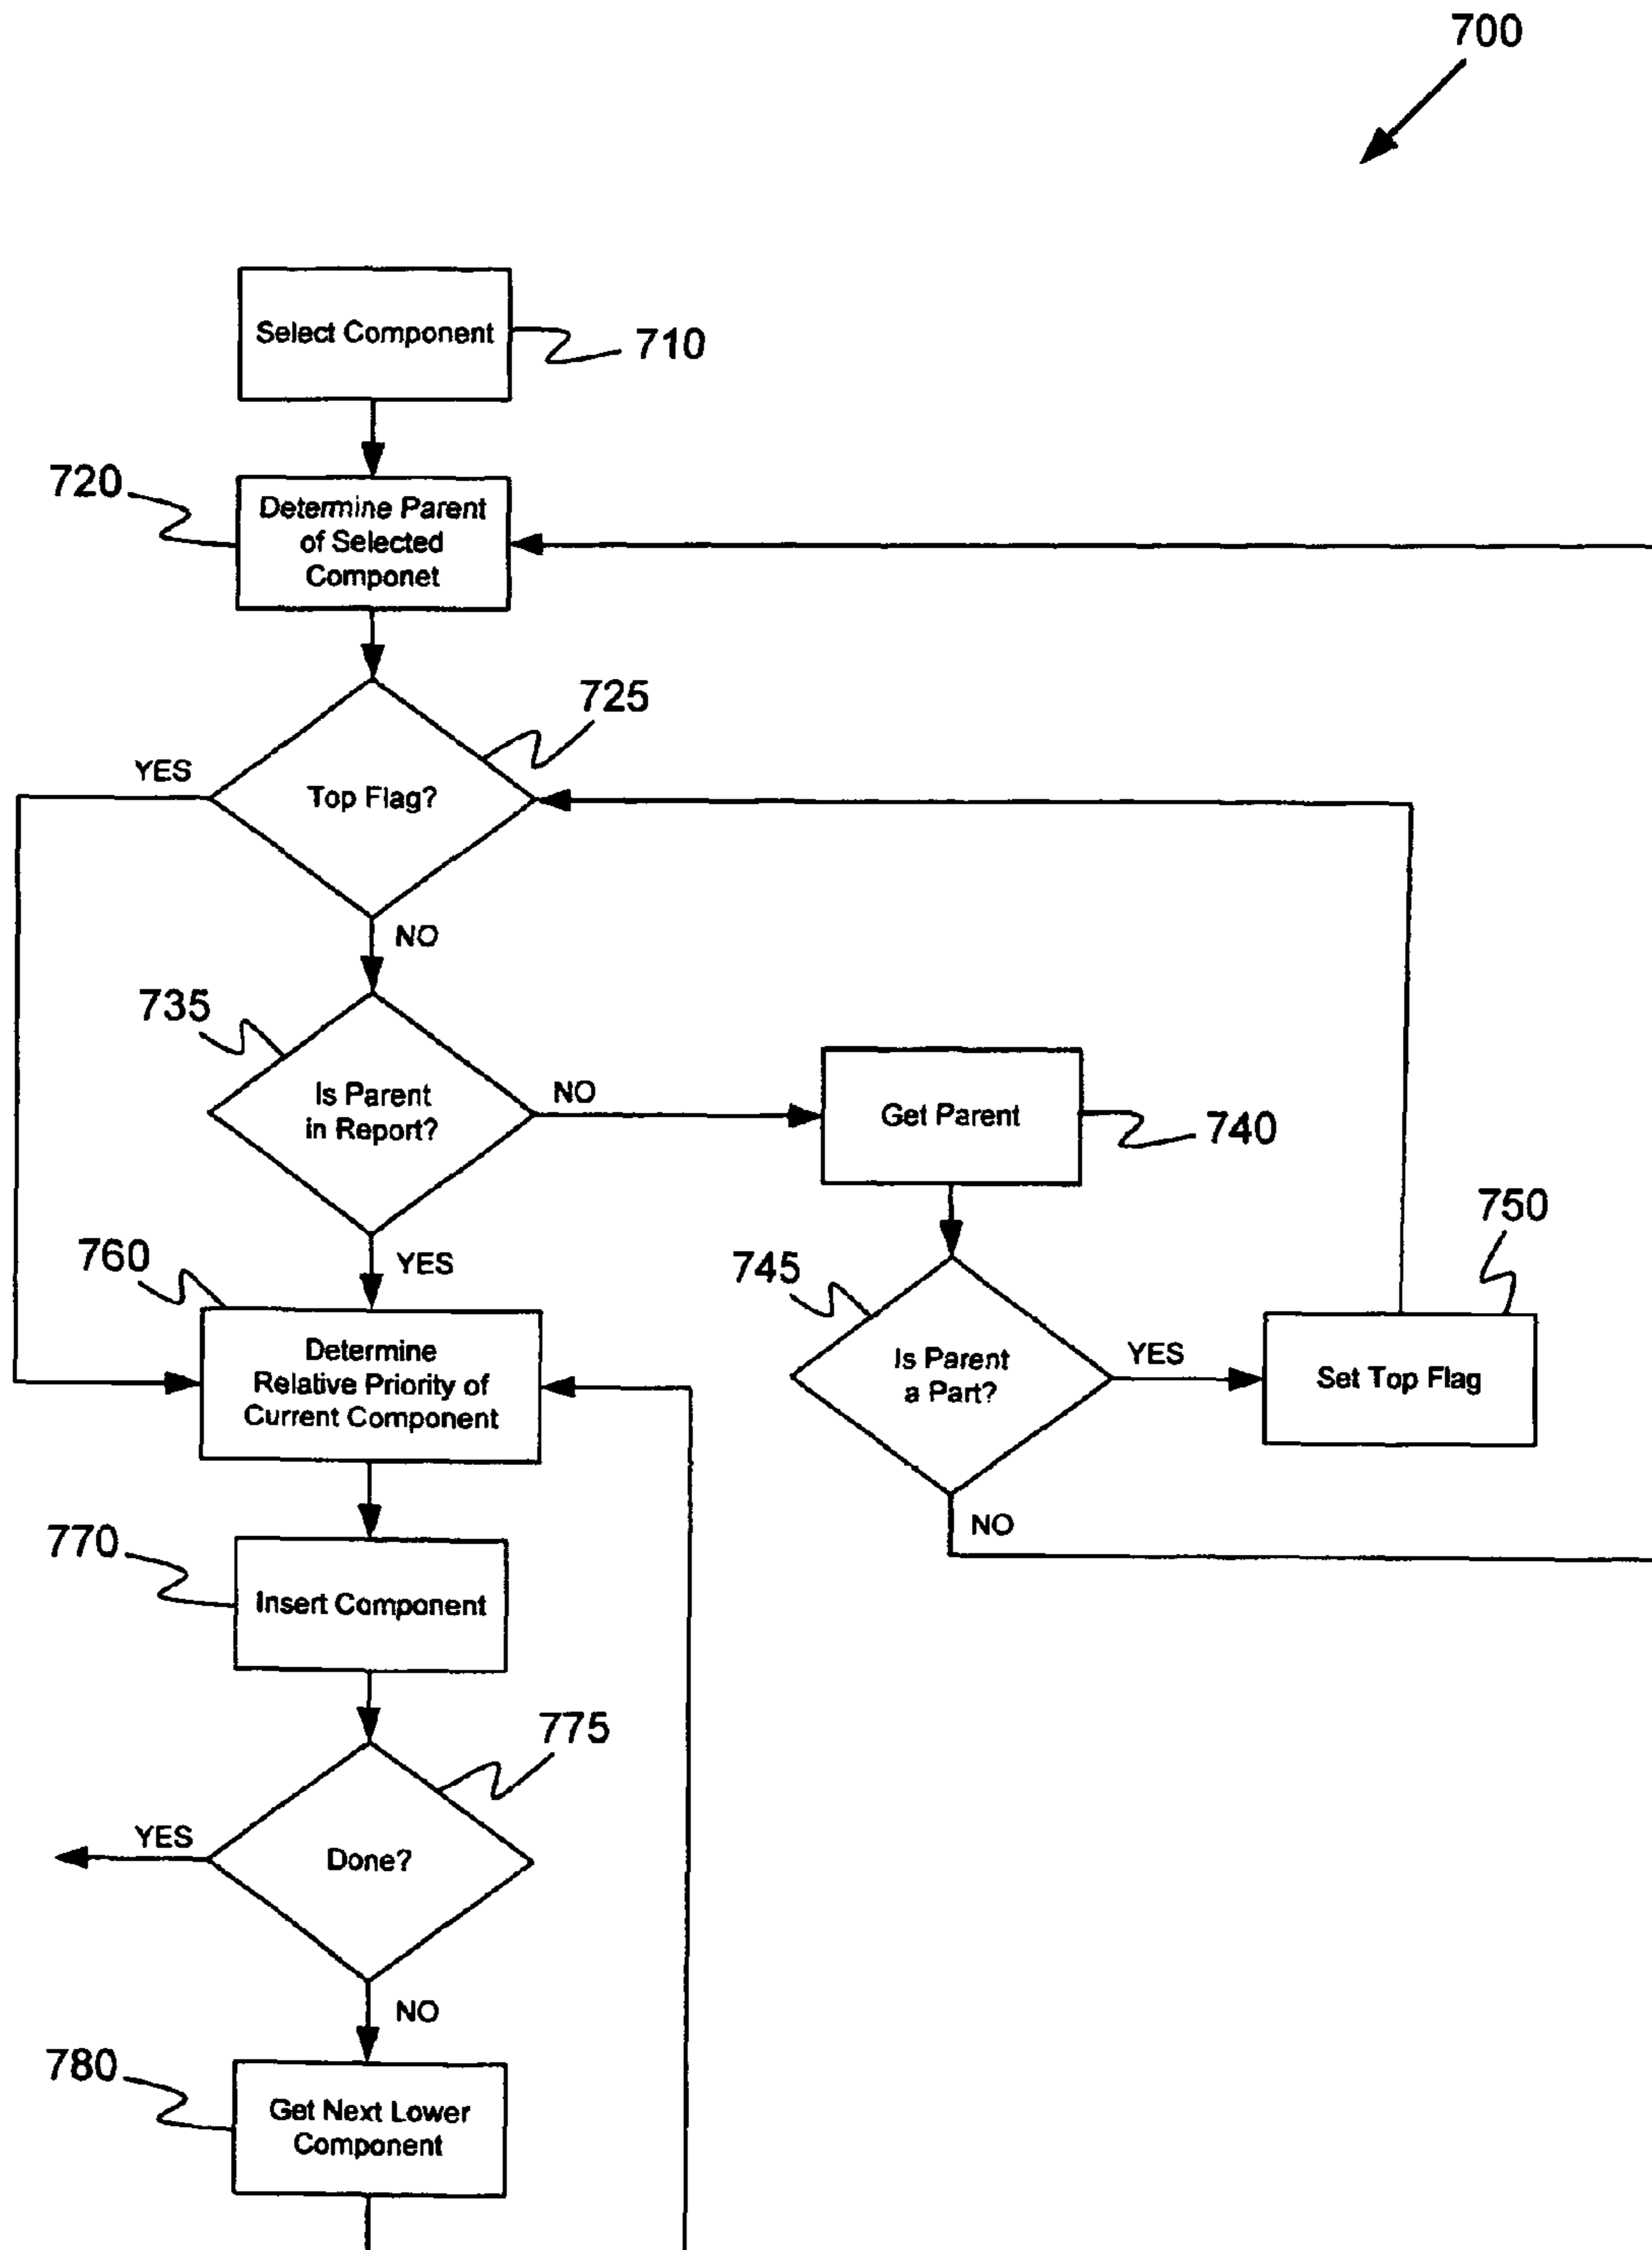 700
Select Component
710
720
Determine Parent
of Selected
Componet
725
YES
Top Flag?
NO
735
Is Parent
in Report?
NO
Get Parent
740
YES
745
Is Parent
a Part?
YES
750
Set Top Flag
NO
760
Determine
Relative Priority of
Current Component
770
Insert Component
775
YES
Done?
NO
780
Get Next Lower
Component